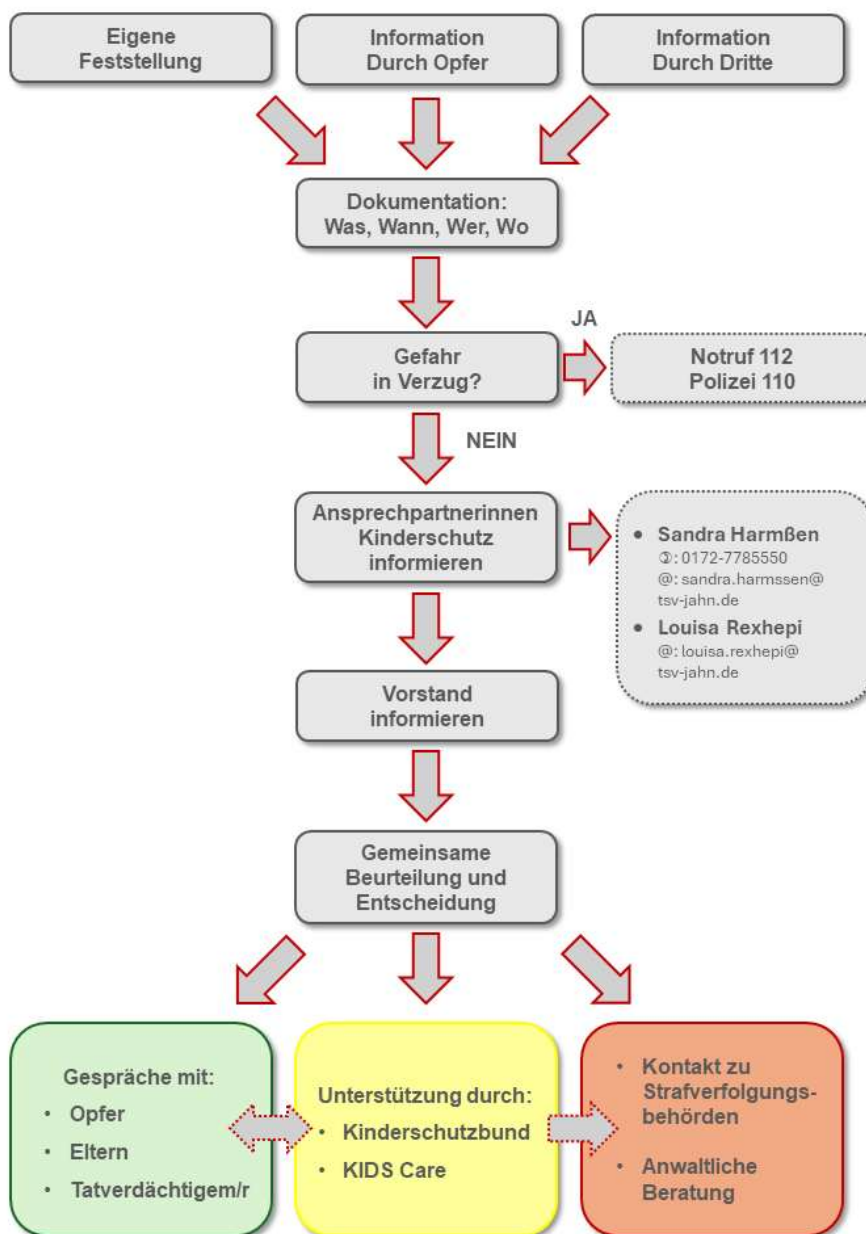 Eigene
Feststellung
Information
Durch Opfer
Information
Durch Dritte
Dokumentation:
Was, Wann, Wer, Wo
Gefahr
in Verzug?
JA
Notruf 112
Polizei 110
NEIN
Ansprechpartnerinnen
Kinderschutz
informieren
• Sandra Harmßen
✆: 0172-7785550
@: sandra.harmssen@
tsv-jahn.de
• Louisa Rexhepi
@: louisa.rexhepi@
tsv-jahn.de
Vorstand
informieren
Gemeinsame
Beurteilung und
Entscheidung
Gespräche mit:
• Opfer
• Eltern
• Tatverdächtigem/r
Unterstützung durch:
• Kinderschutzbund
• KIDS Care
• Kontakt zu
Strafverfolgungs-
behörden
• Anwaltliche
Beratung